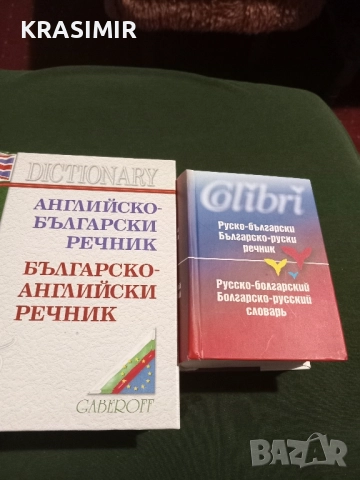 KRASIMIR
DICTIONARY
АНГЛИЙСКО-
БЪЛГАРСКИ
РЕЧНИК
БЪЛГАРСКО-
АНГЛИЙСКИ
РЕЧНИК
GABEROFF
Colibri
Руско-български
Българско-руски
речник
Русско-болгарский
Болгарско-русский
словарь
BAZAR